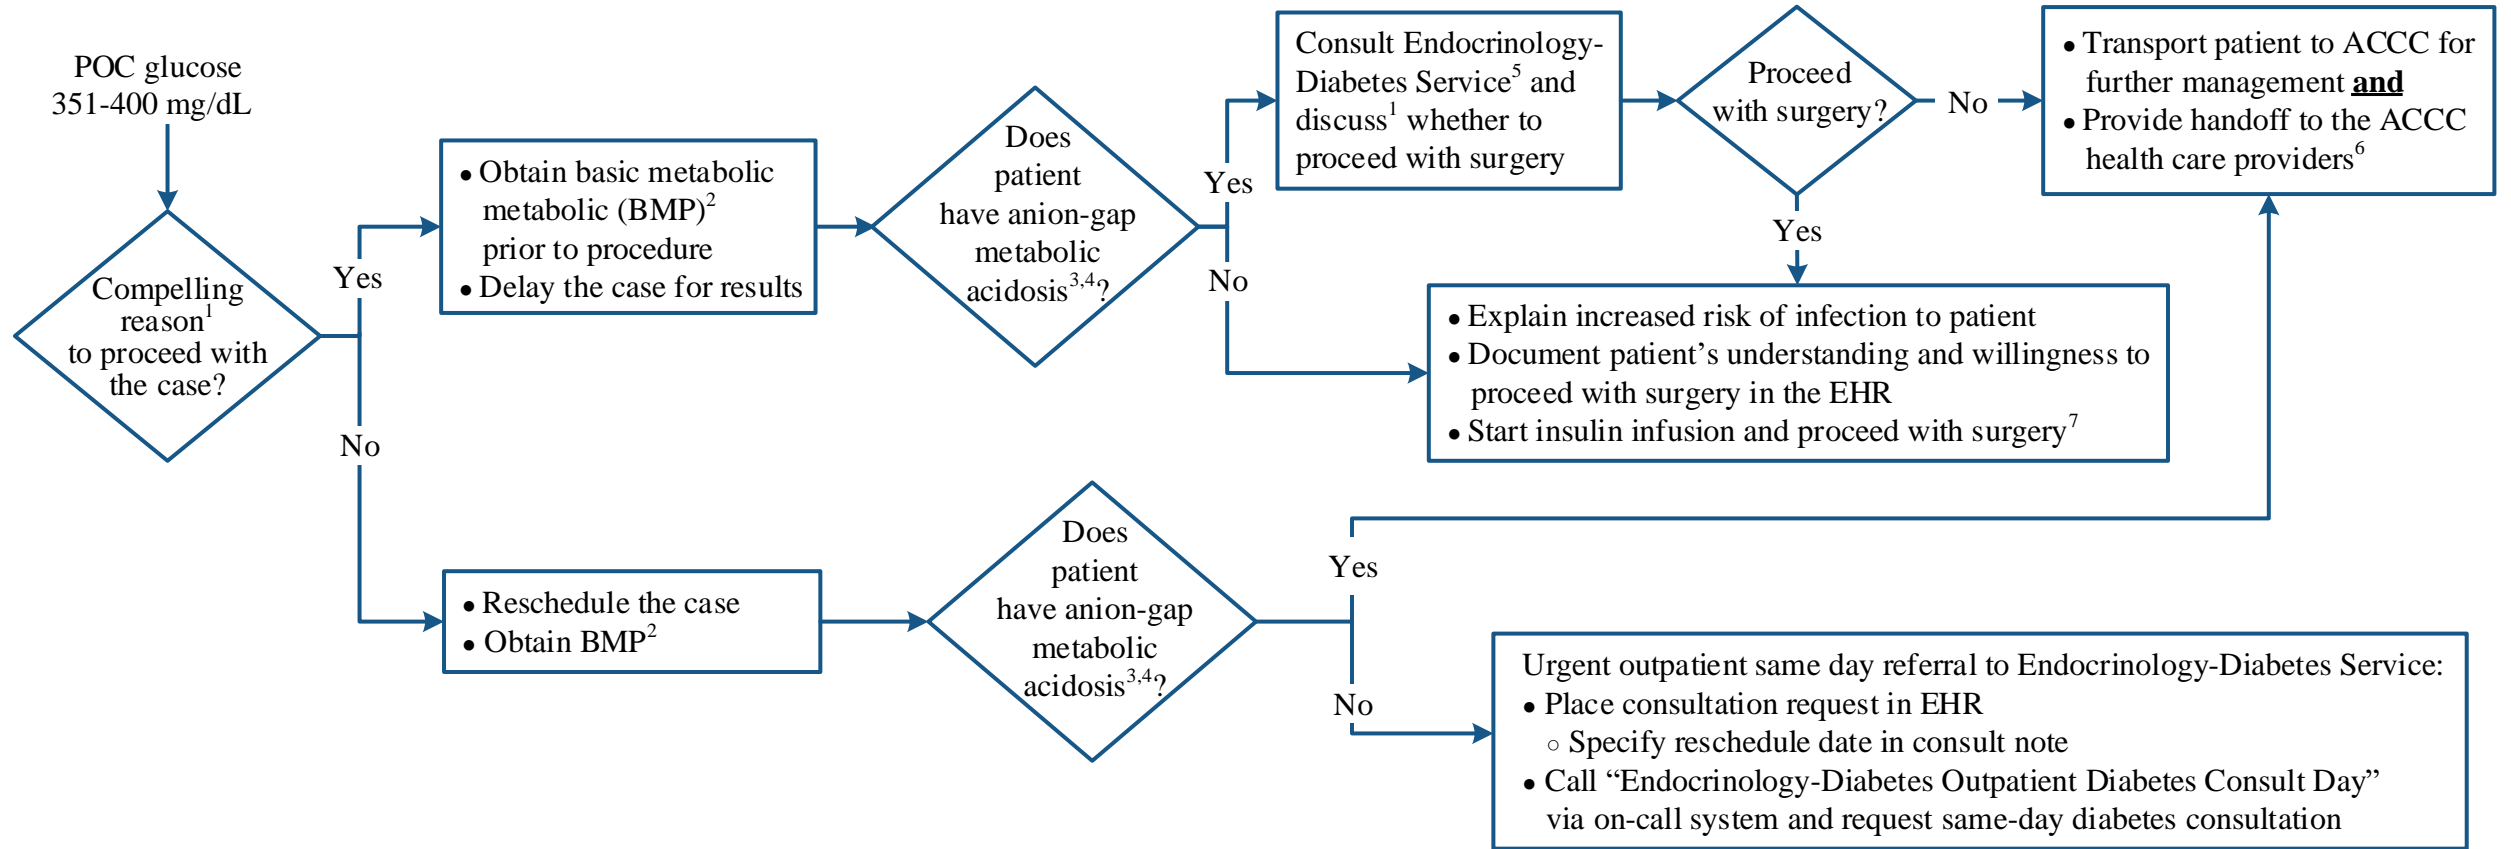 POC glucose
351-400 mg/dL
Compelling
reason1
to proceed with
the case?
Yes
No
• Obtain basic metabolic
metabolic (BMP)2
prior to procedure
• Delay the case for results
Does
patient
have anion-gap
metabolic
acidosis3,4?
Yes
No
Consult Endocrinology-
Diabetes Service5 and
discuss1 whether to
proceed with surgery
Proceed
with surgery?
No
Yes
• Transport patient to ACCC for
further management and
• Provide handoff to the ACCC
health care providers6
• Explain increased risk of infection to patient
• Document patient’s understanding and willingness to
proceed with surgery in the EHR
• Start insulin infusion and proceed with surgery7
• Reschedule the case
• Obtain BMP2
Does
patient
have anion-gap
metabolic
acidosis3,4?
Yes
No
Urgent outpatient same day referral to Endocrinology-Diabetes Service:
• Place consultation request in EHR
○ Specify reschedule date in consult note
• Call “Endocrinology-Diabetes Outpatient Diabetes Consult Day”
via on-call system and request same-day diabetes consultation